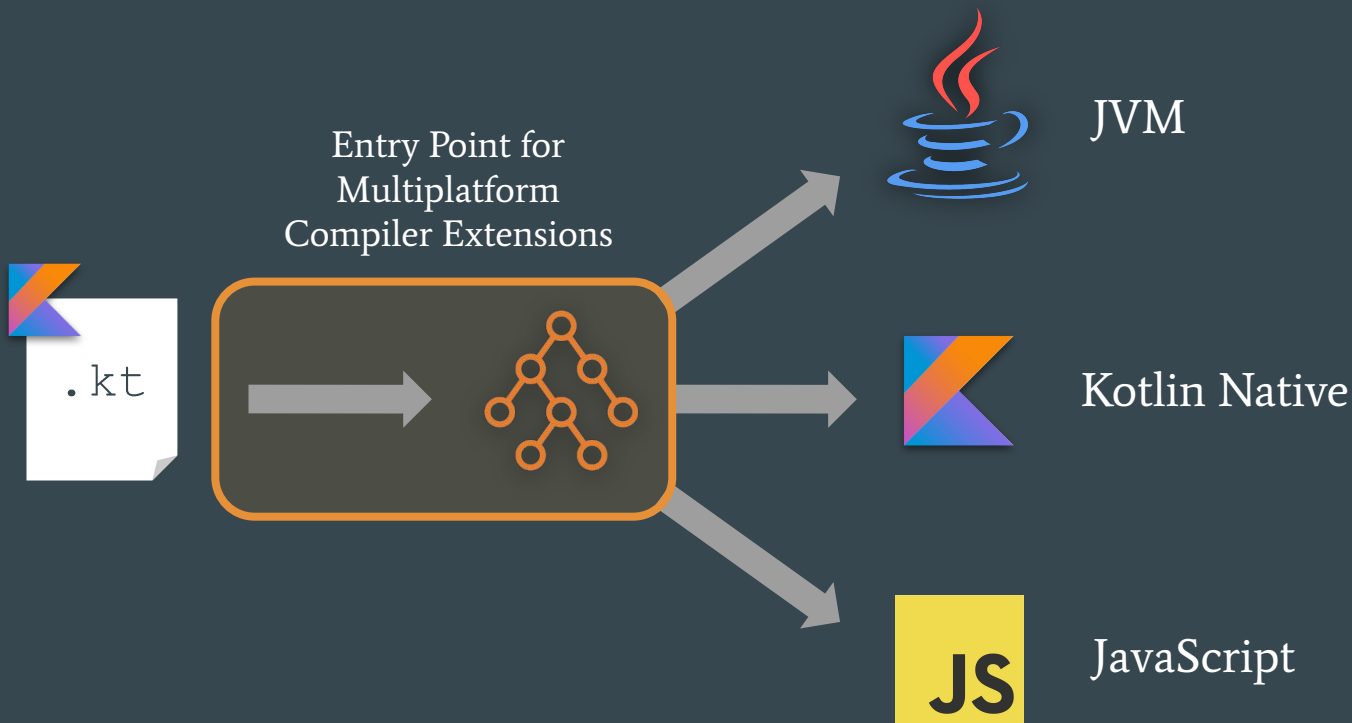 Entry Point for
Multiplatform
Compiler Extensions
.kt
JVM
Kotlin Native
JS
JavaScript